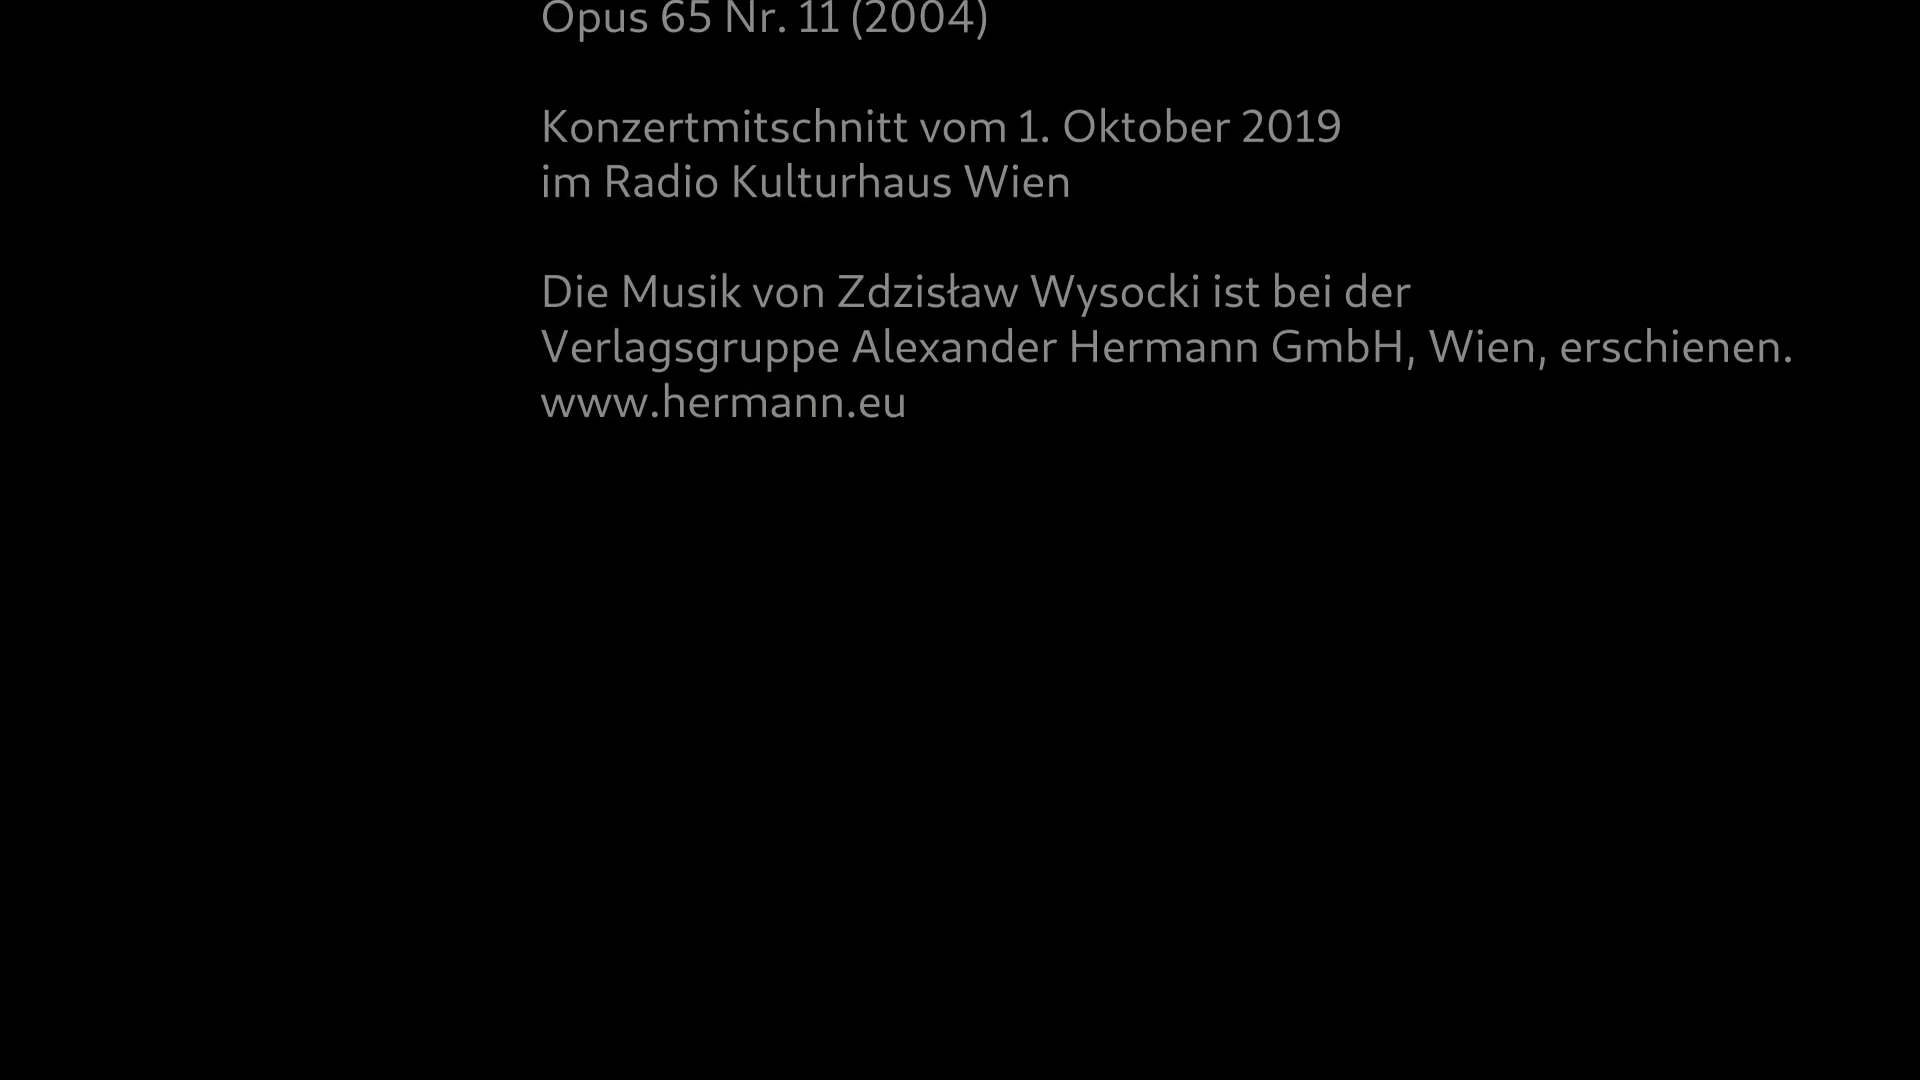 Opus 65 Nr. 11 (2004)
Konzertmitschnitt vom 1. Oktober 2019
im Radio Kulturhaus Wien
Die Musik von Zdzisław Wysocki ist bei der
Verlagsgruppe Alexander Hermann GmbH, Wien, erschienen.
www.hermann.eu